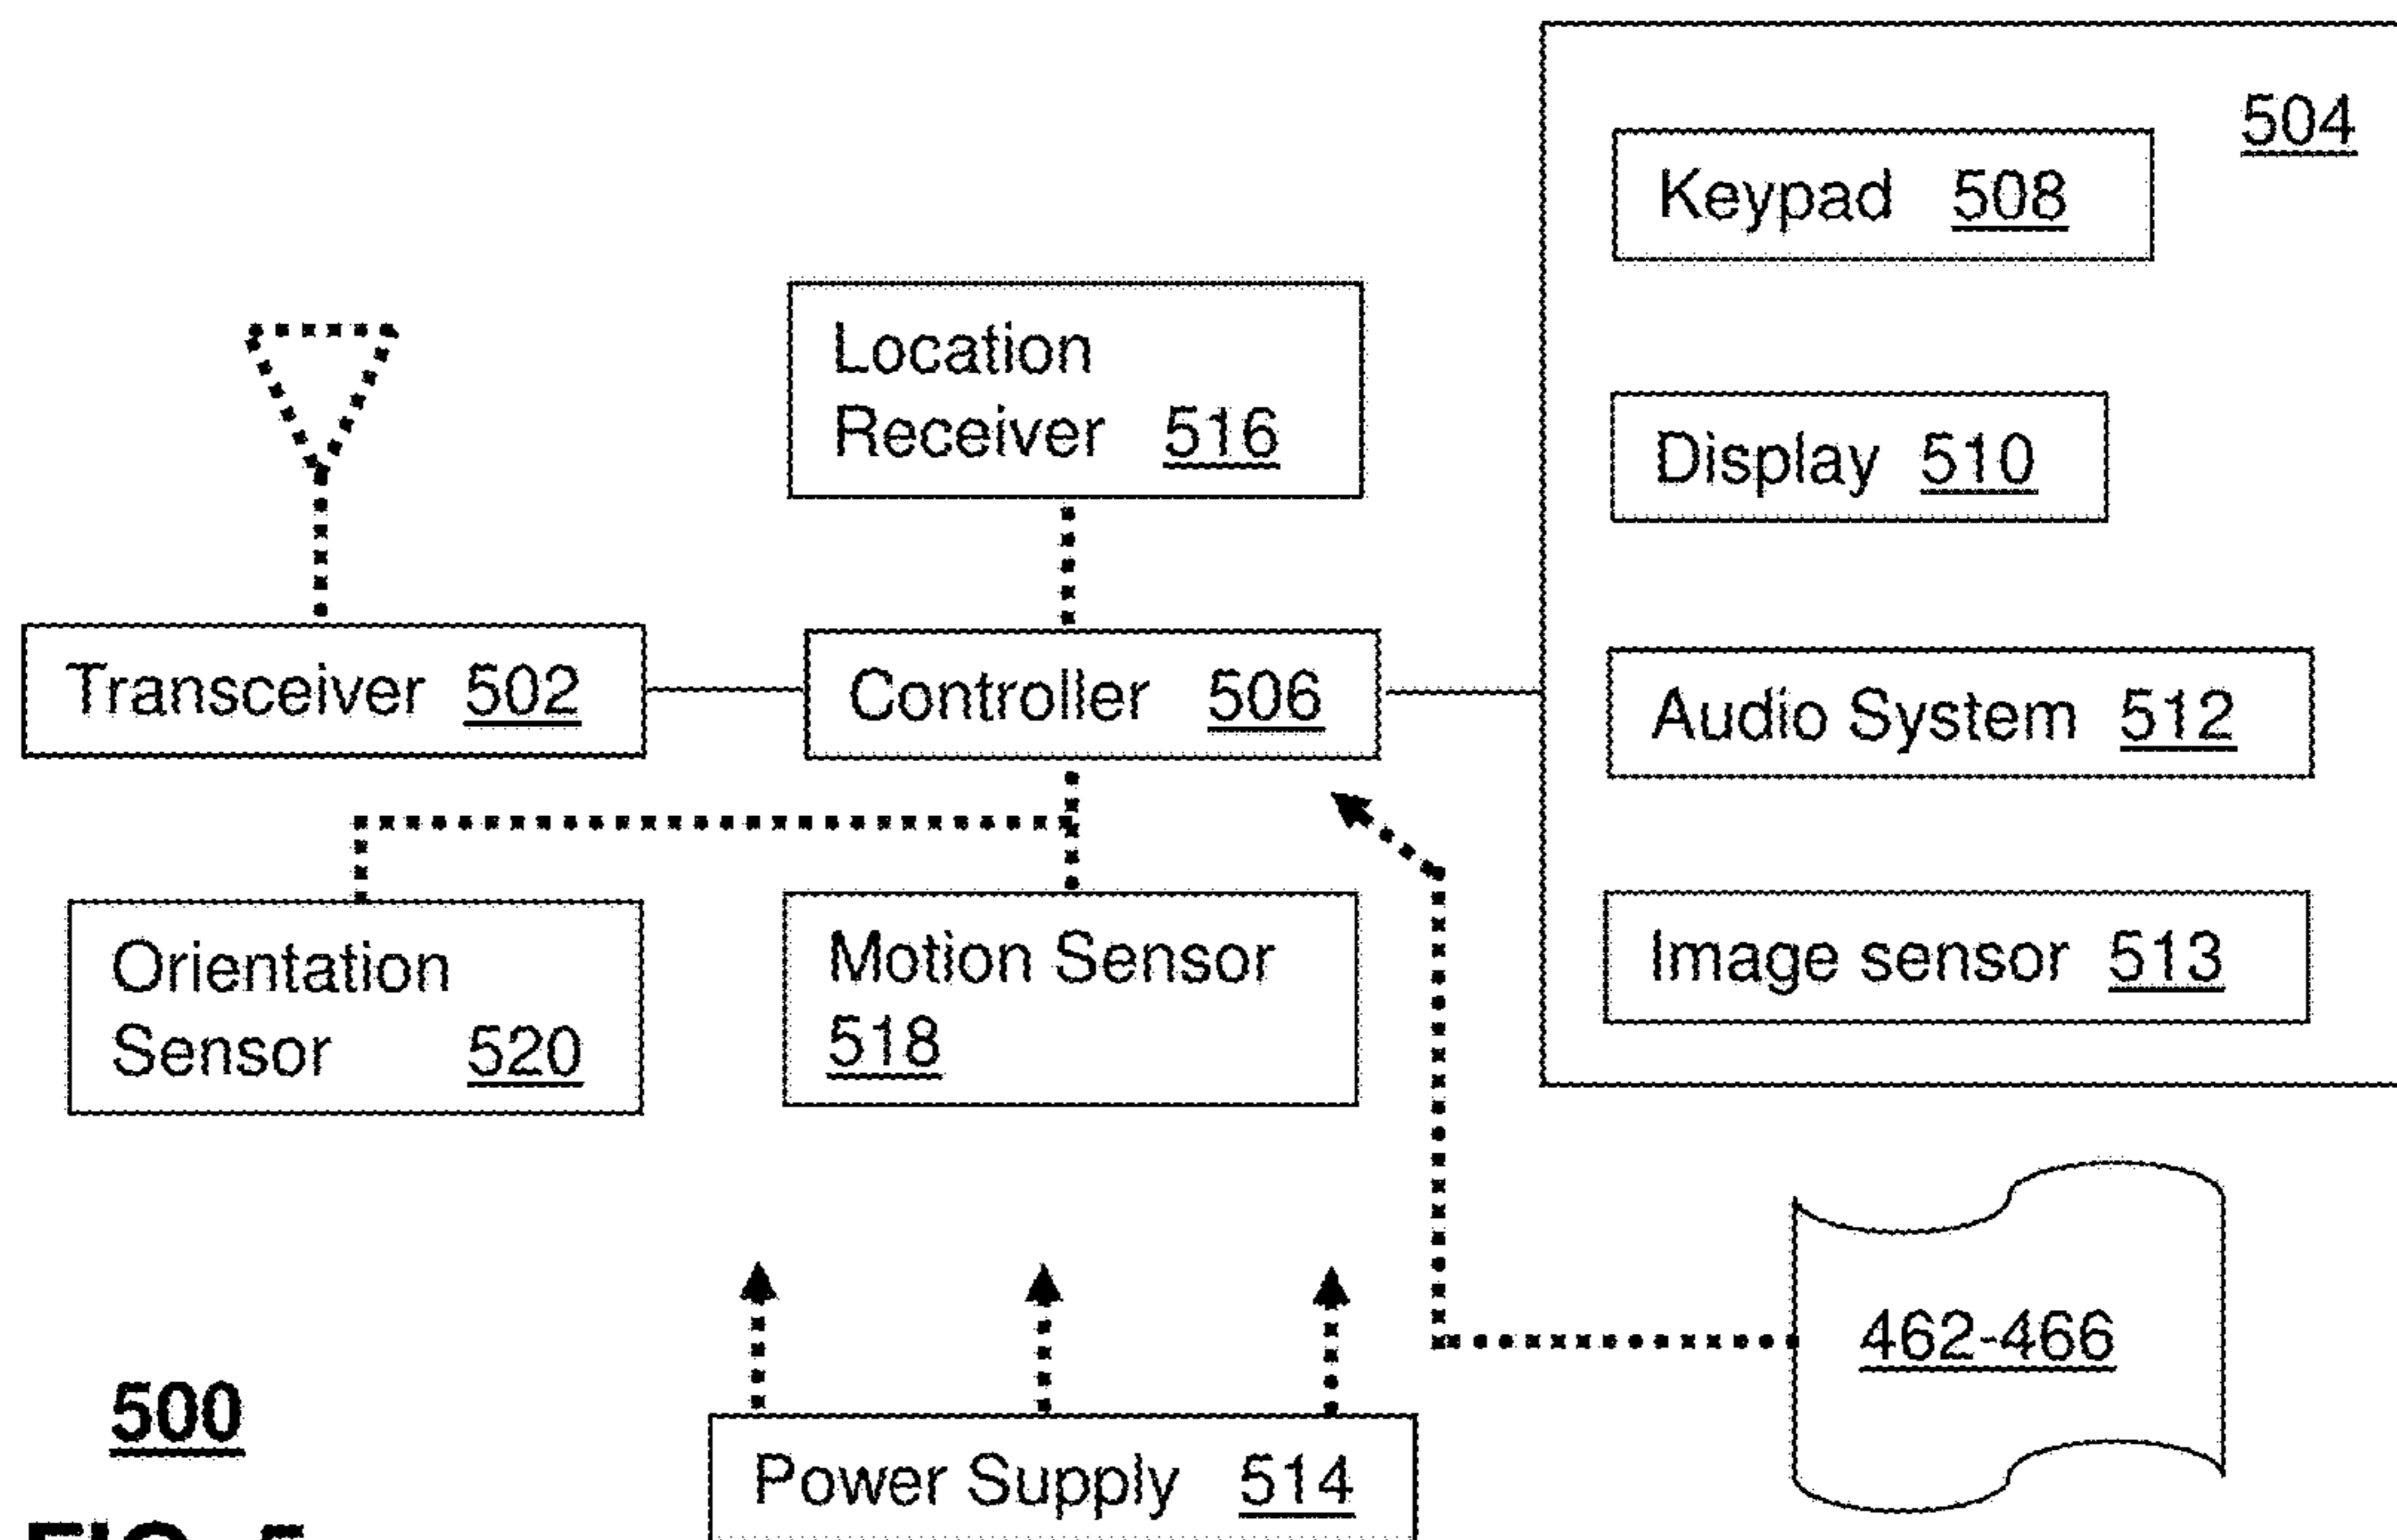 504
Keypad 508
Location
Receiver 516
Display 510
Transceiver 502
Controller 506
Audio System 512
Orientation
Sensor 520
Motion Sensor
518
Image sensor 513
462-466
500
Power Supply 514